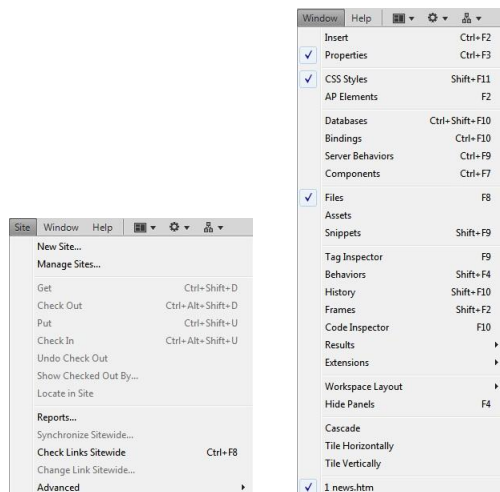 Site Window Help
New Site...
Manage Sites...
Get Ctrl+Shift+D
Check Out Ctrl+Alt+Shift+D
Put Ctrl+Shift+U
Check In Ctrl+Alt+Shift+U
Undo Check Out
Show Checked Out By...
Locate in Site
Reports...
Synchronize Sitewide...
Check Links Sitewide Ctrl+F8
Change Link Sitewide...
Advanced
Window Help
Insert Ctrl+F2
Properties Ctrl+F3
CSS Styles Shift+F11
AP Elements F2
Databases Ctrl+Shift+F10
Bindings Ctrl+F10
Server Behaviors Ctrl+F9
Components Ctrl+F7
Files F8
Assets
Snippets Shift+F9
Tag Inspector F9
Behaviors Shift+F4
History Shift+F10
Frames Shift+F2
Code Inspector F10
Results
Extensions
Workspace Layout
Hide Panels F4
Cascade
Tile Horizontally
Tile Vertically
1 news.htm